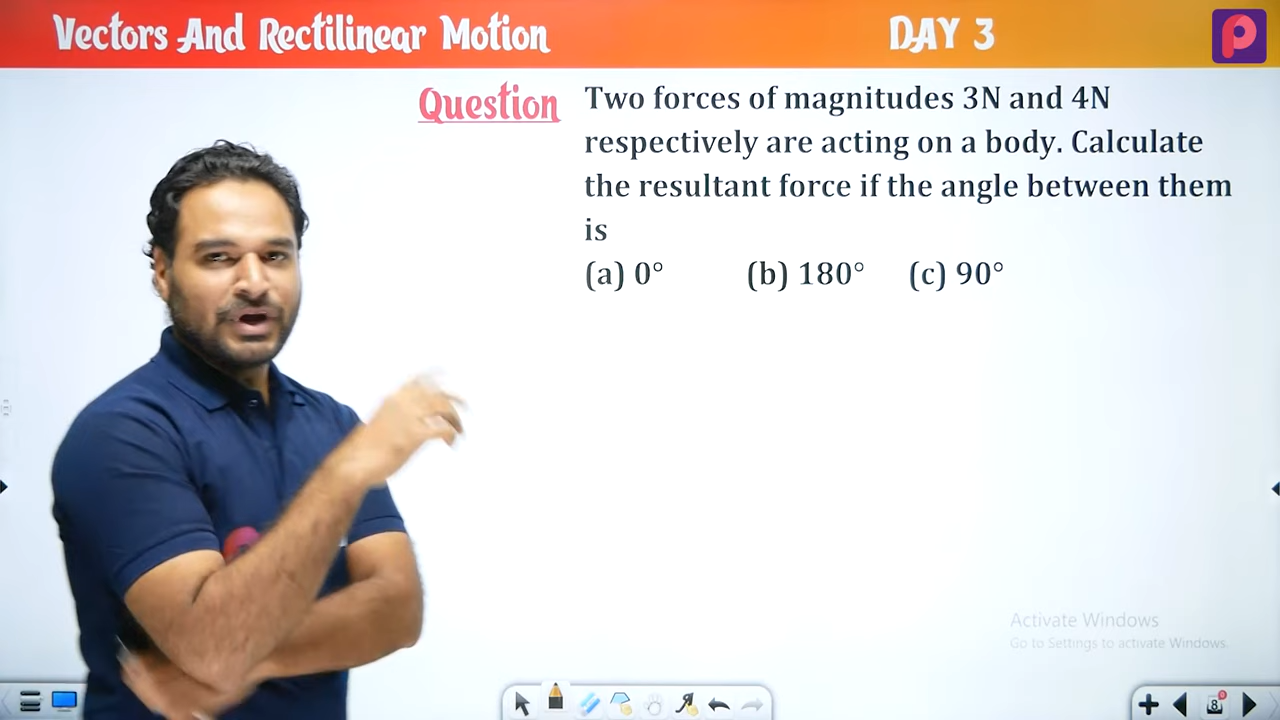 Vectors And Rectilinear Motion
DAY 3
Question
Two forces of magnitudes 3N and 4N
respectively are acting on a body. Calculate
the resultant force if the angle between them
is
(a) 0° (b) 180° (c) 90°
Activate Windows
Go to Settings to activate Windows.
8